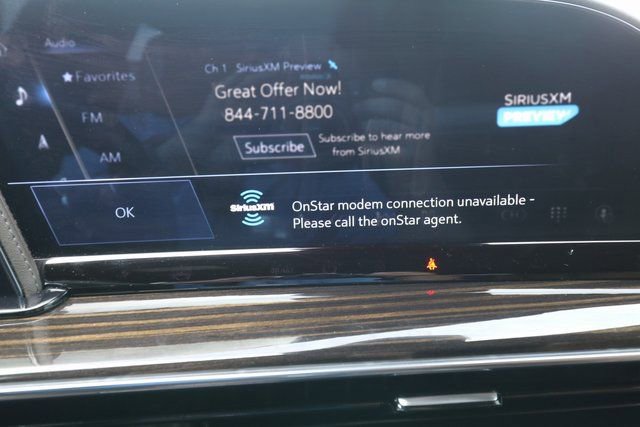 Audio
Favorites
Ch 1 SiriusXM Preview
Great Offer Now!
FM
844-711-8800
SIRIUSXM
PREVIEW
Subscribe
Subscribe to hear more
from SiriusXM
AM
OK
SiriusXM
OnStar modem connection unavailable -
Please call the onStar agent.